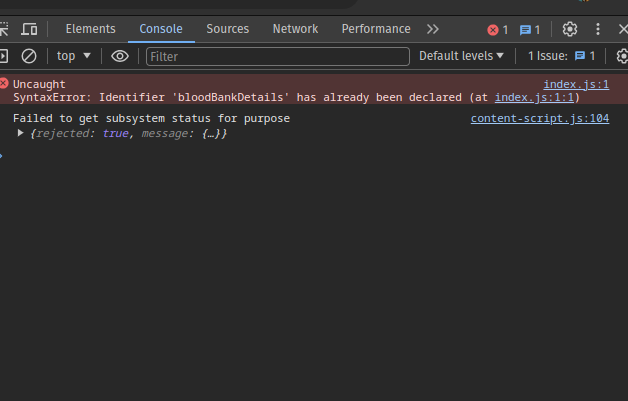 Elements Console Sources Network Performance 1 1
top Filter Default levels 1 Issue: 1
Uncaught index.js:1
SyntaxError: Identifier 'bloodBankDetails' has already been declared (at index.js:1:1)
Failed to get subsystem status for purpose content-script.js:104
{rejected: true, message: {…}}